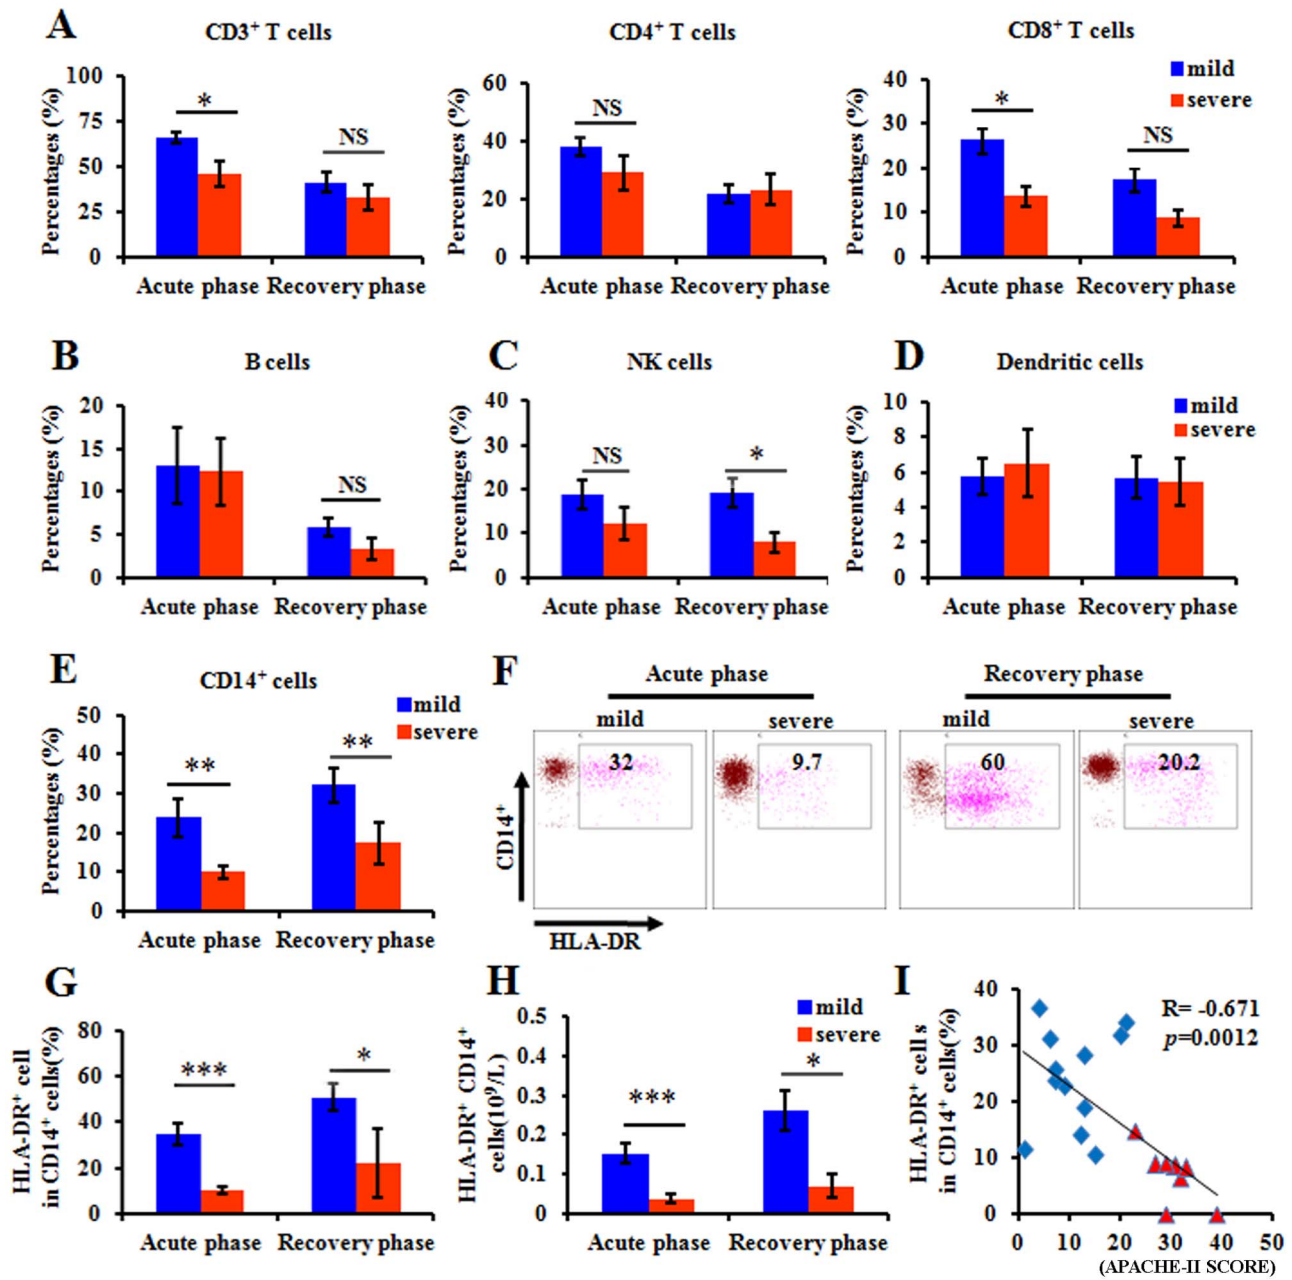 A
CD3+ T cells
CD4+ T cells
CD8+ T cells
mild
severe
Percentages (%)
100
75
50
25
0
*
NS
Acute phase Recovery phase
Percentages (%)
60
40
20
0
NS
Acute phase Recovery phase
Percentages (%)
40
30
20
10
0
*
NS
Acute phase Recovery phase
B
B cells
Percentages (%)
20
15
10
5
0
NS
Acute phase Recovery phase
C
NK cells
Percentages (%)
40
30
20
10
0
NS
*
Acute phase Recovery phase
D
Dendritic cells
mild
severe
Percentages (%)
10
8
6
4
2
0
Acute phase Recovery phase
E
CD14+ cells
mild
severe
Percentages (%)
50
40
30
20
10
0
**
**
Acute phase Recovery phase
F
Acute phase
Recovery phase
mild
severe
mild
severe
32
9.7
60
20.2
CD14+
HLA-DR
G
HLA-DR+ cell
in CD14+ cells(%)
80
60
40
20
0
***
*
Acute phase Recovery phase
H
mild
severe
HLA-DR+ CD14+
cells(10⁹/L)
0.5
0.4
0.3
0.2
0.1
0
***
*
Acute phase Recovery phase
I
HLA-DR+ cells
in CD14+ cells(%)
40
30
20
10
0
R= -0.671
p=0.0012
0 10 20 30 40 50
(APACHE-II SCORE)